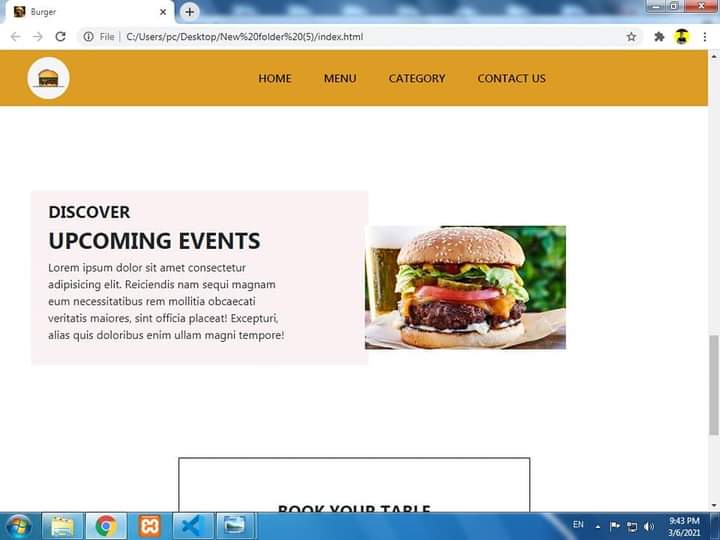 Burger
File
C:/Users/pc/Desktop/New%20folder%20(5)/index.html
HOME MENU CATEGORY CONTACT US
DISCOVER
UPCOMING EVENTS
Lorem ipsum dolor sit amet consectetur
adipisicing elit. Reiciendis nam sequi magnam
eum necessitatibus rem mollitia obcaecati
veritatis maiores, sint officia placeat! Excepturi,
alias quis doloribus enim ullam magni tempore!
BOOK YOUR TABLE
EN
9:43 PM
3/6/2021